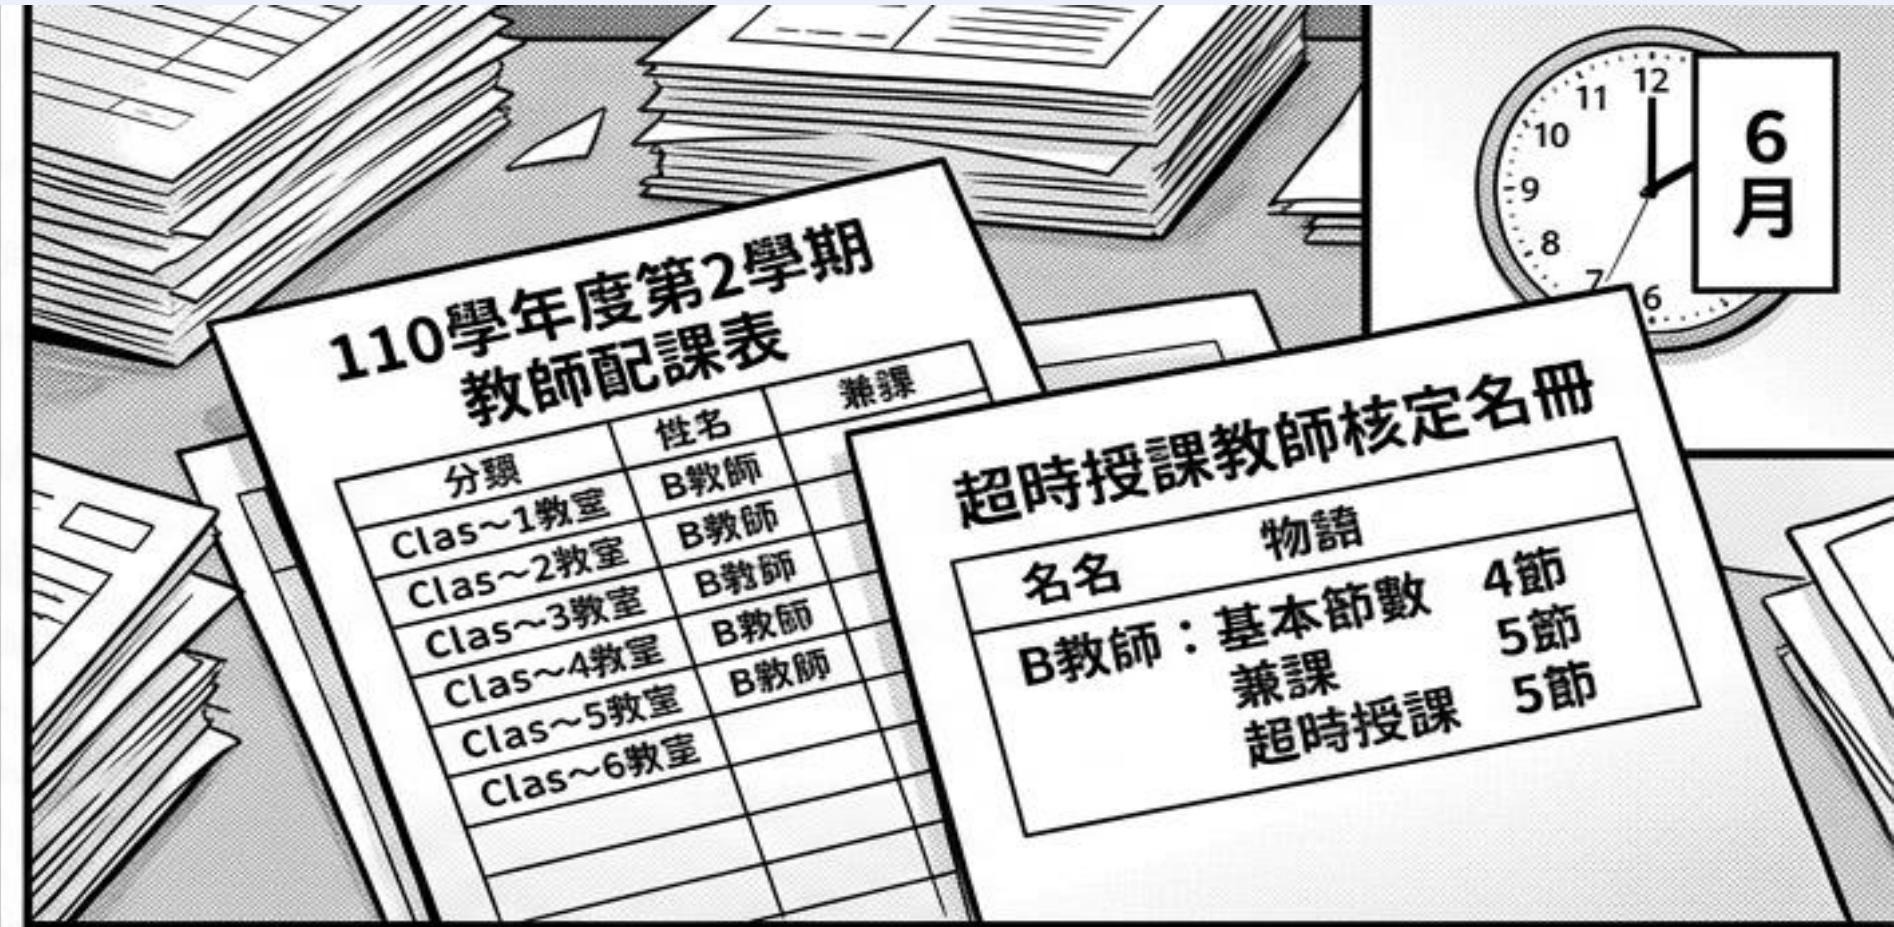 110學年度第2學期
教師配課表
分類 性名 兼課
Clas～1教室 B教師
Clas～2教室 B教師
Clas～3教室 B教師
Clas～4教室 B教師
Clas～5教室 B教師
Clas～6教室
超時授課教師核定名冊
名名 物語
B教師：基本節數 4節
兼課 5節
超時授課 5節
12
11
10
9
8
7
6
6月